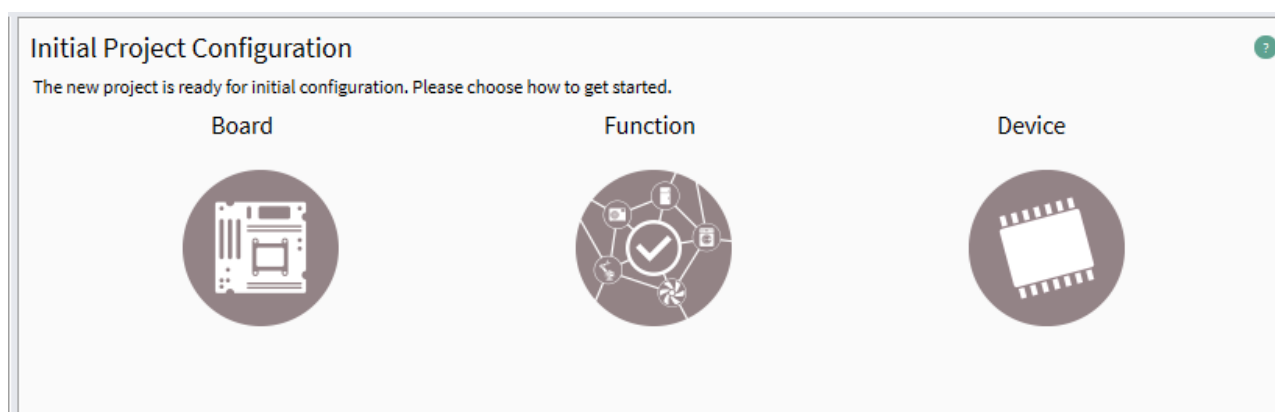 Initial Project Configuration
?
The new project is ready for initial configuration. Please choose how to get started.
Board
Function
Device